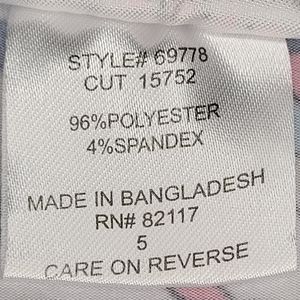 STYLE# 69778
CUT 15752
96%POLYESTER
4%SPANDEX
MADE IN BANGLADESH
RN# 82117
5
CARE ON REVERSE